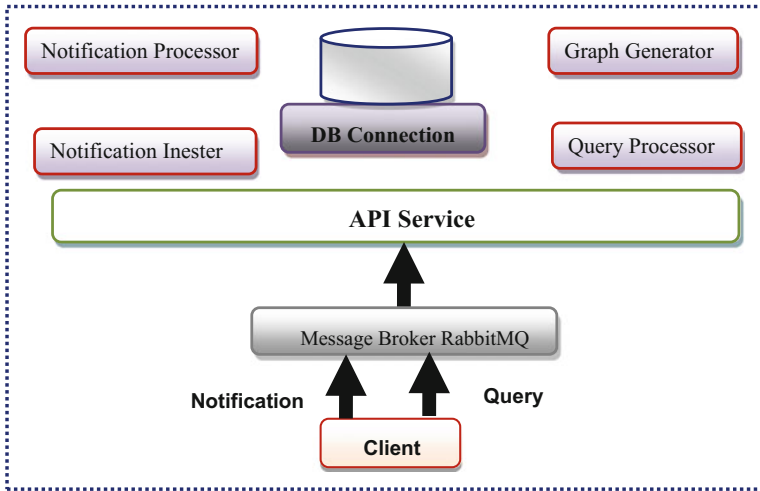 Notification Processor
Graph Generator
DB Connection
Notification Inester
Query Processor
API Service
Message Broker RabbitMQ
Notification
Query
Client